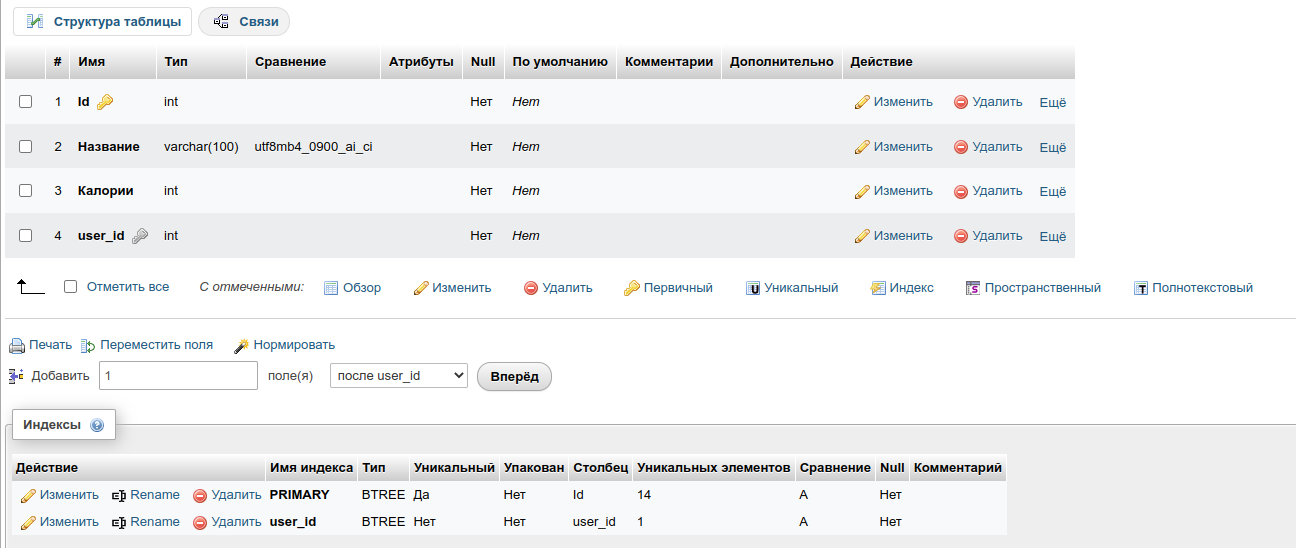 Структура таблицы Связи
# Имя Тип Сравнение Атрибуты Null По умолчанию Комментарии Дополнительно Действие
1 Id int Нет Нет Изменить Удалить Ещё
2 Название varchar(100) utf8mb4_0900_ai_ci Нет Нет Изменить Удалить Ещё
3 Калории int Нет Нет Изменить Удалить Ещё
4 user_id int Нет Нет Изменить Удалить Ещё
Отметить все С отмеченными: Обзор Изменить Удалить Первичный Уникальный Индекс Пространственный Полнотекстовый
Печать Переместить поля Нормировать
Добавить 1 поле(я) после user_id Вперёд
Индексы
Действие Имя индекса Тип Уникальный Упакован Столбец Уникальных элементов Сравнение Null Комментарий
Изменить Rename Удалить PRIMARY BTREE Да Нет Id 14 A Нет
Изменить Rename Удалить user_id BTREE Нет Нет user_id 1 A Нет